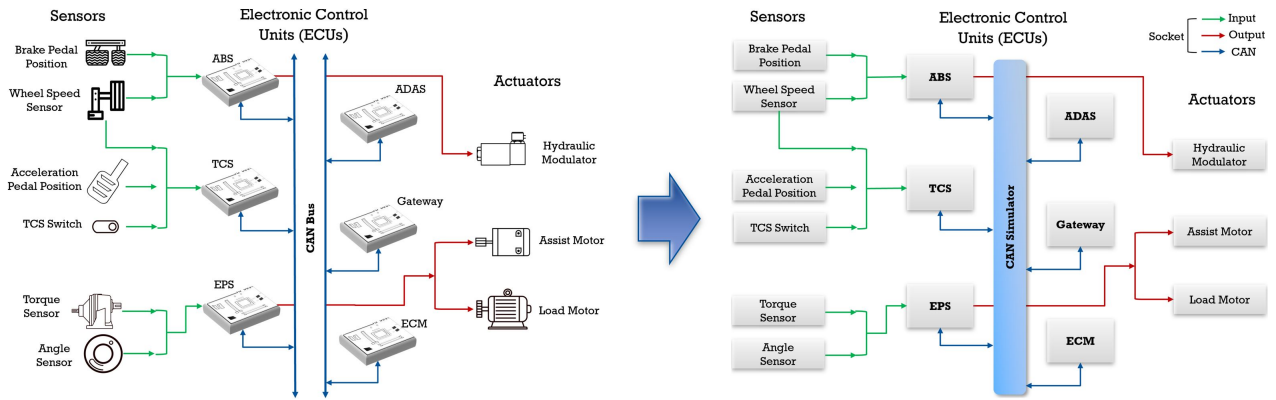 Sensors
Electronic Control
Units (ECUs)
Brake Pedal
Position
ABS
Wheel Speed
Sensor
ADAS
Actuators
Hydraulic
Modulator
TCS
Acceleration
Pedal Position
TCS Switch
CAN Bus
Gateway
Assist Motor
EPS
Torque
Sensor
Load Motor
ECM
Angle
Sensor
Sensors
Electronic Control
Units (ECUs)
Socket
Input
Output
CAN
Brake Pedal
Position
ABS
Wheel Speed
Sensor
Actuators
ADAS
Hydraulic
Modulator
Acceleration
Pedal Position
TCS
TCS Switch
CAN Simulator
Gateway
Assist Motor
Torque
Sensor
EPS
Load Motor
Angle
Sensor
ECM